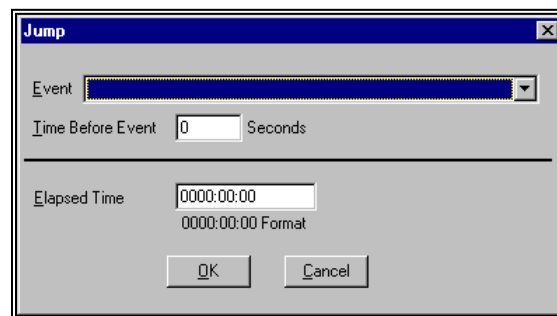 Jump
Event
Time Before Event 0 Seconds
Elapsed Time 0000:00:00
0000:00:00 Format
OK Cancel